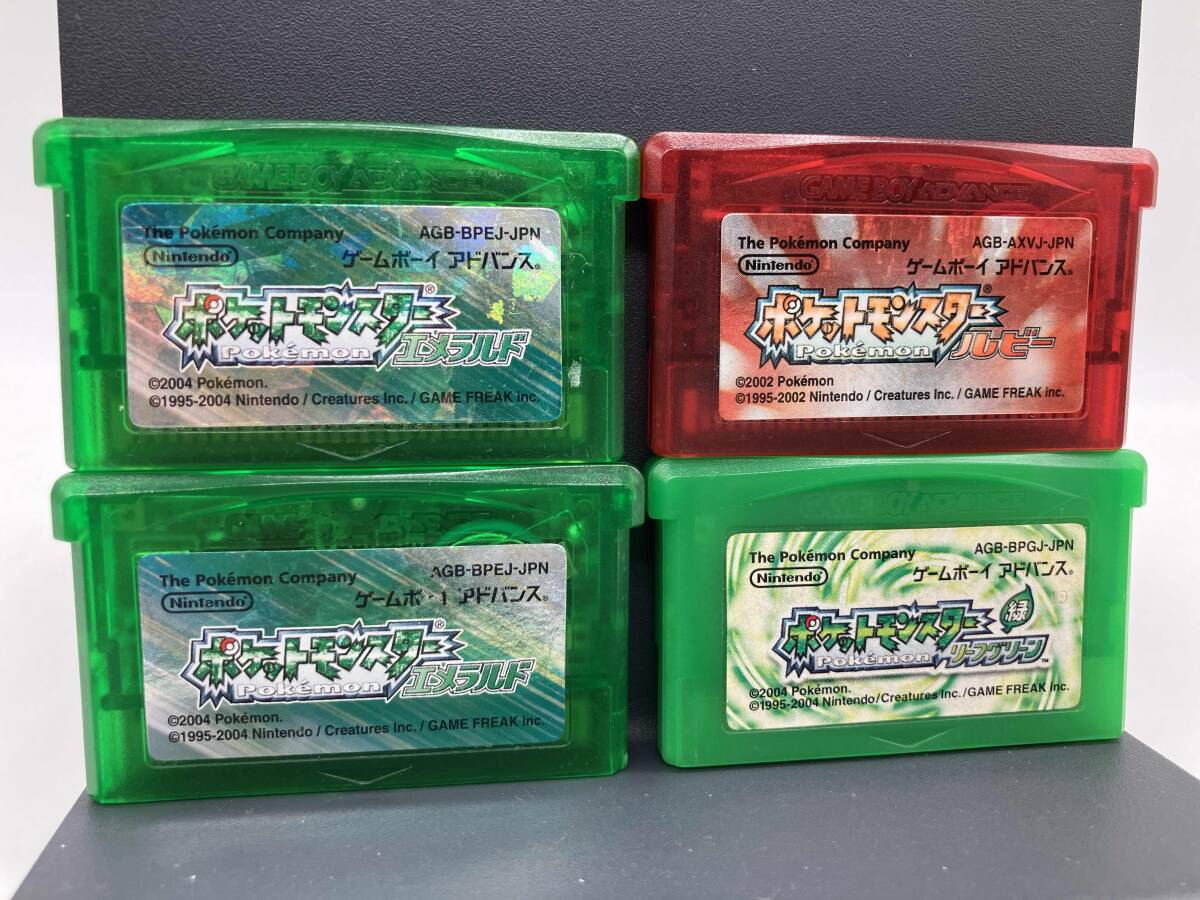 GAME BOY ADVANCE
The Pokémon Company AGB-BPEJ-JPN
Nintendo ゲームボーイ アドバンス®
ポケットモンスター®
Pokémon エメラルド
©2004 Pokémon.
©1995-2004 Nintendo / Creatures Inc. / GAME FREAK inc.
GAME BOY ADVANCE
The Pokémon Company AGB-AXVJ-JPN
Nintendo ゲームボーイ アドバンス®
ポケットモンスター®
Pokémon ルビー
©2002 Pokémon
©1995-2002 Nintendo / Creatures Inc. / GAME FREAK inc.
GAME BOY ADVANCE
The Pokémon Company AGB-BPEJ-JPN
Nintendo ゲームボ イ アドバンス®
ポケットモンスター®
Pokémon エメラルド
©2004 Pokémon.
©1995-2004 Nintendo / Creatures Inc. / GAME FREAK inc.
GAME BOY ADVANCE
The Pokémon Company AGB-BPGJ-JPN
Nintendo ゲームボーイ アドバンス®
ポケットモンスター 緑
Pokémon リーフグリーン™
©2004 Pokémon.
©1995-2004 Nintendo/Creatures Inc./GAME FREAK inc.